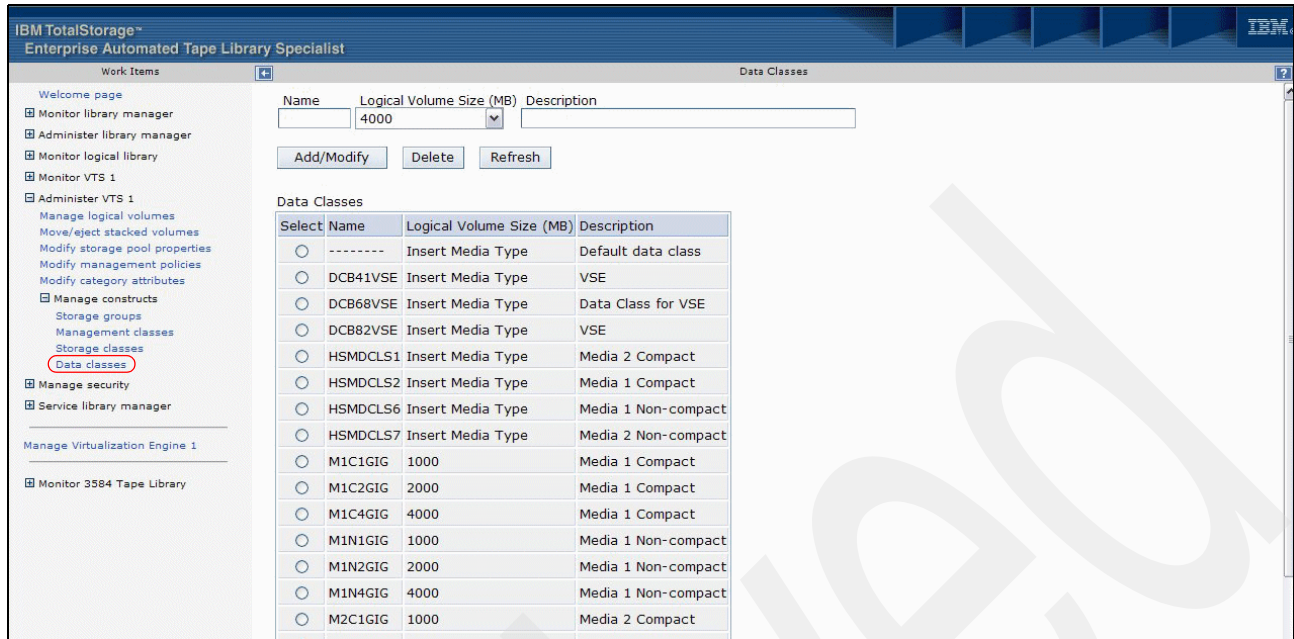 IBM TotalStorage™
Enterprise Automated Tape Library Specialist
IBM
Work Items
Data Classes
?
Welcome page
Monitor library manager
Administer library manager
Monitor logical library
Monitor VTS 1
Administer VTS 1
Manage logical volumes
Move/eject stacked volumes
Modify storage pool properties
Modify management policies
Modify category attributes
Manage constructs
Storage groups
Management classes
Storage classes
Data classes
Manage security
Service library manager
Manage Virtualization Engine 1
Monitor 3584 Tape Library
Name Logical Volume Size (MB) Description
4000
Add/Modify Delete Refresh
Data Classes
Select Name Logical Volume Size (MB) Description
-------- Insert Media Type Default data class
DCB41VSE Insert Media Type VSE
DCB68VSE Insert Media Type Data Class for VSE
DCB82VSE Insert Media Type VSE
HSMDCLS1 Insert Media Type Media 2 Compact
HSMDCLS2 Insert Media Type Media 1 Compact
HSMDCLS6 Insert Media Type Media 1 Non-compact
HSMDCLS7 Insert Media Type Media 2 Non-compact
M1C1GIG 1000 Media 1 Compact
M1C2GIG 2000 Media 1 Compact
M1C4GIG 4000 Media 1 Compact
M1N1GIG 1000 Media 1 Non-compact
M1N2GIG 2000 Media 1 Non-compact
M1N4GIG 4000 Media 1 Non-compact
M2C1GIG 1000 Media 2 Compact